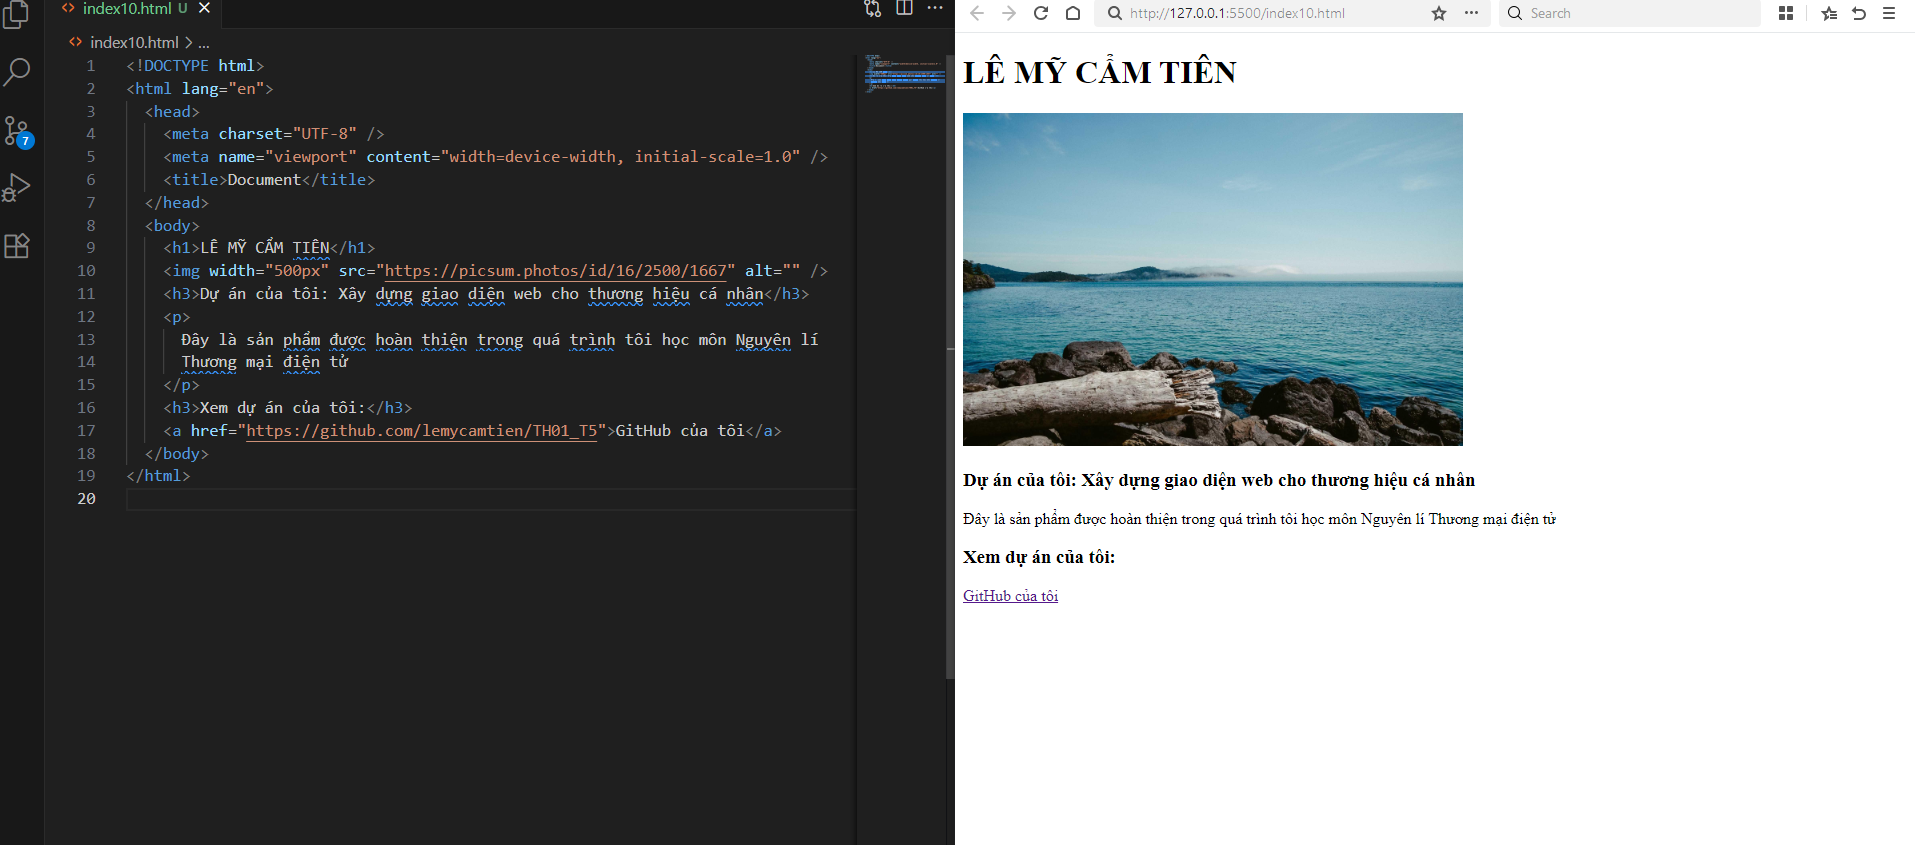 index10.html U
index10.html > ...
7
1 <!DOCTYPE html>
2 <html lang="en">
3 <head>
4 <meta charset="UTF-8" />
5 <meta name="viewport" content="width=device-width, initial-scale=1.0" />
6 <title>Document</title>
7 </head>
8 <body>
9 <h1>LÊ MỸ CẨM TIÊN</h1>
10 <img width="500px" src="https://picsum.photos/id/16/2500/1667" alt="" />
11 <h3>Dự án của tôi: Xây dựng giao diện web cho thương hiệu cá nhân</h3>
12 <p>
13 Đây là sản phẩm được hoàn thiện trong quá trình tôi học môn Nguyên lí
14 Thương mại điện tử
15 </p>
16 <h3>Xem dự án của tôi:</h3>
17 <a href="https://github.com/lemycamtien/TH01_T5">GitHub của tôi</a>
18 </body>
19 </html>
20
http://127.0.0.1:5500/index10.html
Search
LÊ MỸ CẨM TIÊN
Dự án của tôi: Xây dựng giao diện web cho thương hiệu cá nhân
Đây là sản phẩm được hoàn thiện trong quá trình tôi học môn Nguyên lí Thương mại điện tử
Xem dự án của tôi:
GitHub của tôi